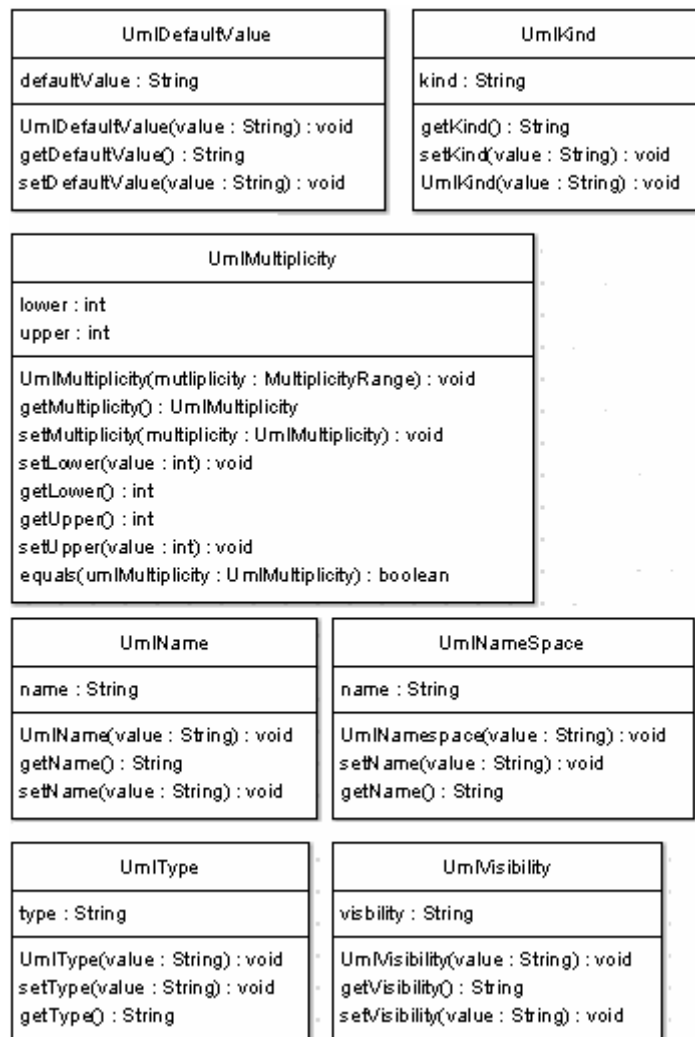 UmlDefaultValue
defaultValue : String
UmlDefaultValue(value : String) : void
getDefaultValue() : String
setDefaultValue(value : String) : void
UmlKind
kind : String
getKind() : String
setKind(value : String) : void
UmlKind(value : String) : void
UmlMultiplicity
lower : int
upper : int
UmlMultiplicity(mutliplicity : MultiplicityRange) : void
getMultiplicity() : UmlMultiplicity
setMultiplicity(multiplicity : UmlMultiplicity) : void
setLower(value : int) : void
getLower() : int
getUpper() : int
setUpper(value : int) : void
equals(umlMultiplicity : UmlMultiplicity) : boolean
UmlName
name : String
UmlName(value : String) : void
getName() : String
setName(value : String) : void
UmlNameSpace
name : String
UmlNamespace(value : String) : void
setName(value : String) : void
getName() : String
UmlType
type : String
UmlType(value : String) : void
setType(value : String) : void
getType() : String
UmlVisibility
visbility : String
UmlVisibility(value : String) : void
getVisibility() : String
setVisibility(value : String) : void